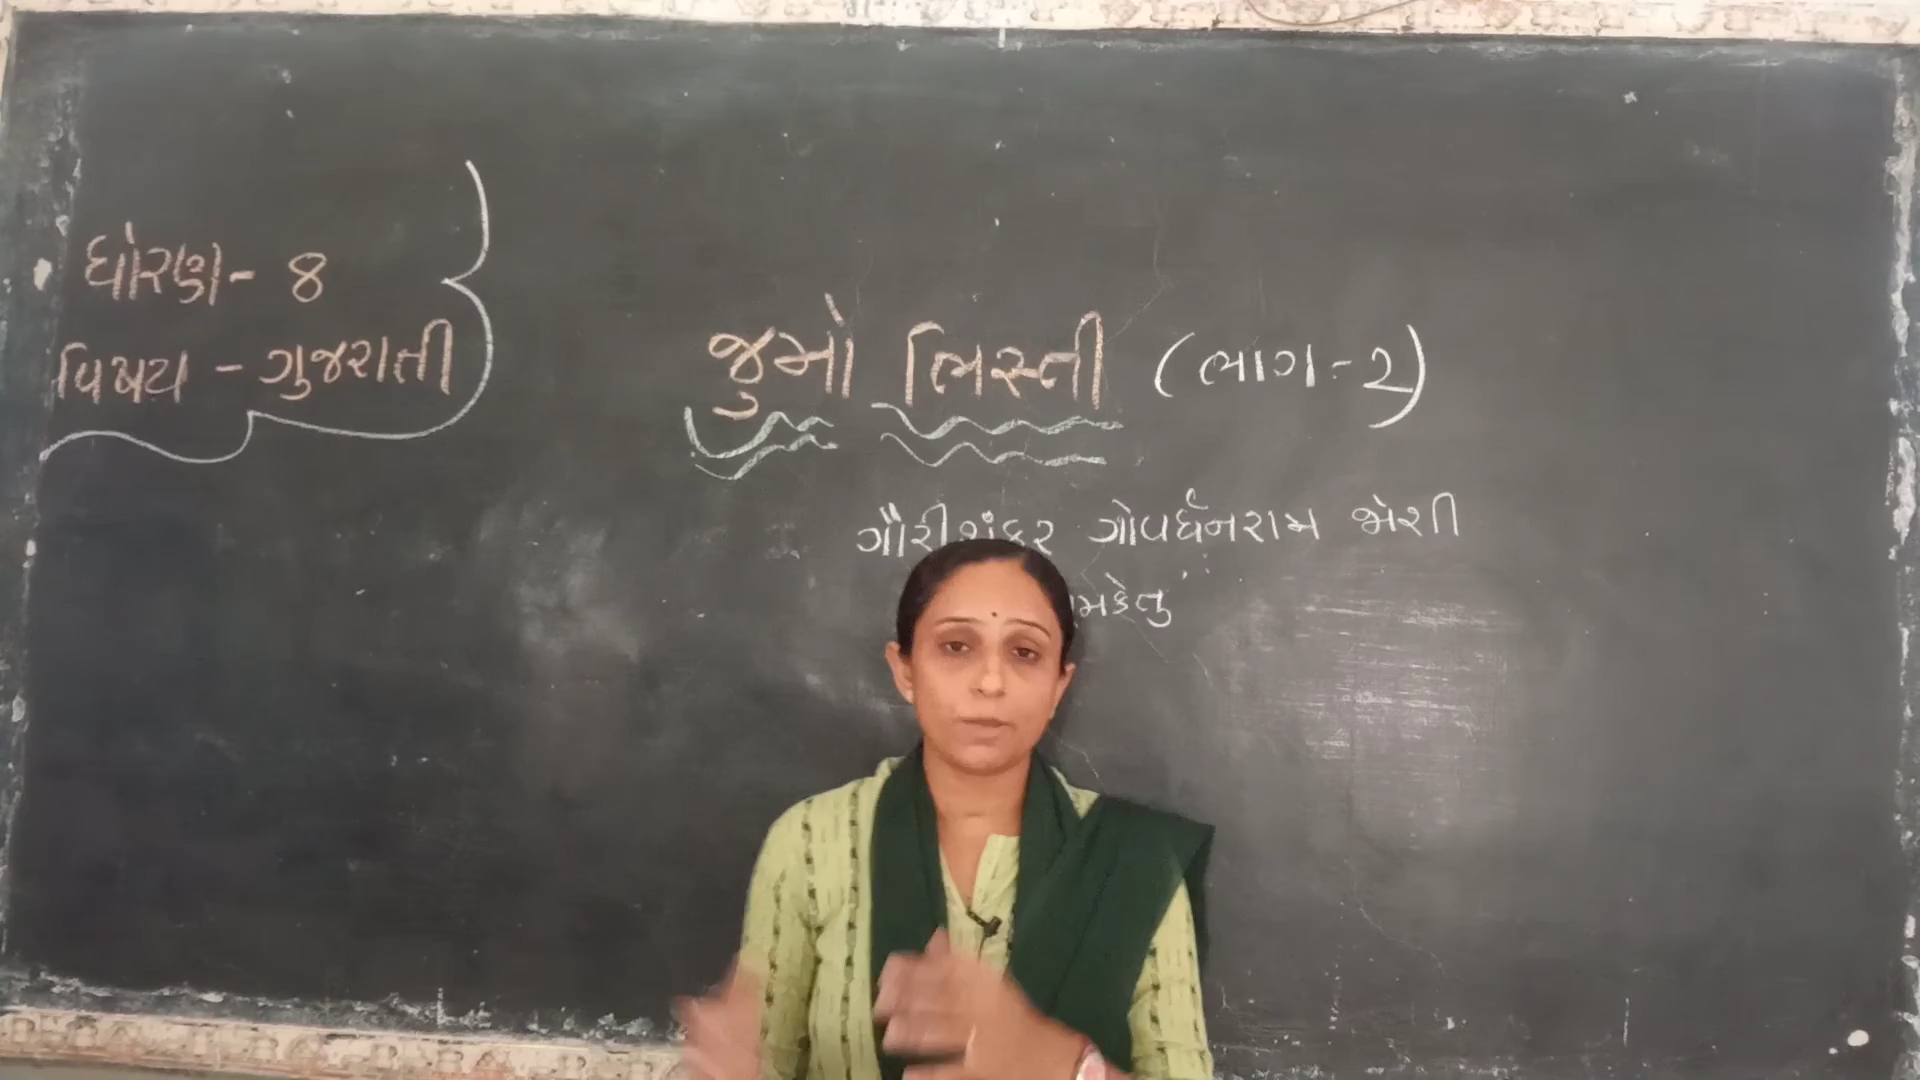 ધોરણ - 8
વિષય - ગુજરાતી
જુમો ભિસ્તી (ભાગ - ૨)
ગૌરીશંકર ગોવર્ધનરામ જોશી